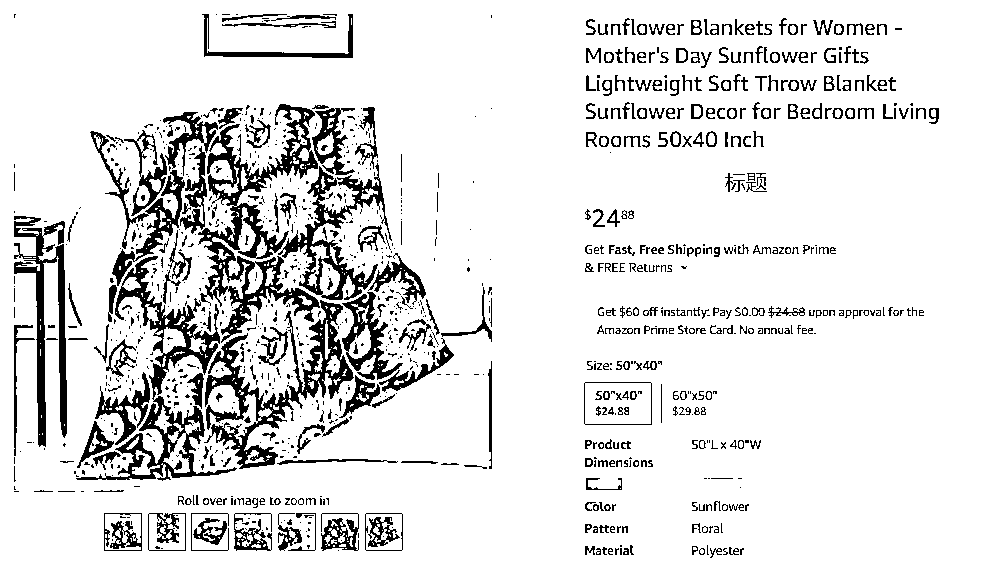 Sunflower Blankets for Women -
Mother's Day Sunflower Gifts
Lightweight Soft Throw Blanket
Sunflower Decor for Bedroom Living
Rooms 50x40 Inch
标题
$2488
Get Fast, Free Shipping with Amazon Prime
& FREE Returns
Get $60 off instantly: Pay $0.00 $24.88 upon approval for the
Amazon Prime Store Card. No annual fee.
Size: 50"x40"
50"x40" 60"x50"
$24.88 $29.88
Product 50"L x 40"W
Dimensions
Color Sunflower
Pattern Floral
Material Polyester
Roll over image to zoom in